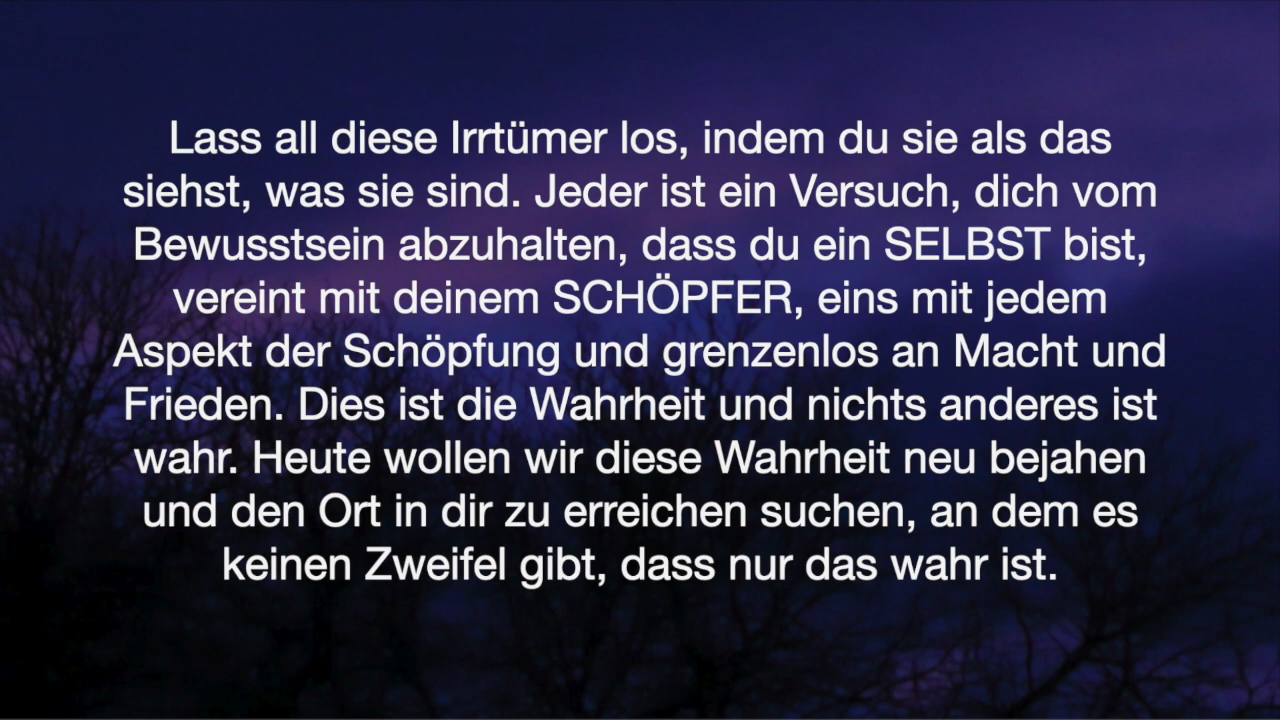 Lass all diese Irrtümer los, indem du sie als das
siehst, was sie sind. Jeder ist ein Versuch, dich vom
Bewusstsein abzuhalten, dass du ein SELBST bist,
vereint mit deinem SCHÖPFER, eins mit jedem
Aspekt der Schöpfung und grenzenlos an Macht und
Frieden. Dies ist die Wahrheit und nichts anderes ist
wahr. Heute wollen wir diese Wahrheit neu bejahen
und den Ort in dir zu erreichen suchen, an dem es
keinen Zweifel gibt, dass nur das wahr ist.